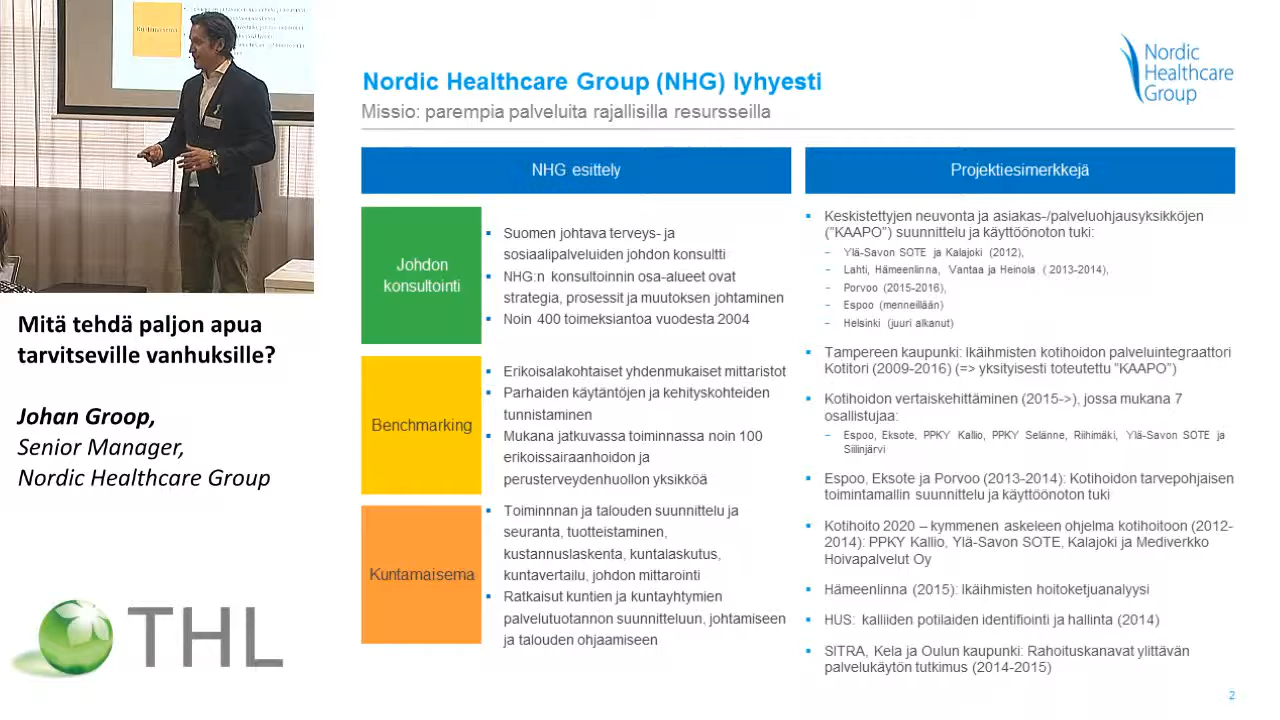 Kuntamaisema
Mitä tehdä paljon apua
tarvitseville vanhuksille?
Johan Groop,
Senior Manager,
Nordic Healthcare Group
THL
Nordic Healthcare Group (NHG) lyhyesti
Missio: parempia palveluita rajallisilla resursseilla
Nordic
Healthcare
Group
NHG esittely
Johdon
konsultointi
▪ Suomen johtava terveys- ja
sosiaalipalveluiden johdon konsultti
▪ NHG:n konsultoinnin osa-alueet ovat
strategia, prosessit ja muutoksen johtaminen
▪ Noin 400 toimeksiantoa vuodesta 2004
Benchmarking
▪ Erikoisalakohtaiset yhdenmukaiset mittaristot
▪ Parhaiden käytäntöjen ja kehityskohteiden
tunnistaminen
▪ Mukana jatkuvassa toiminnassa noin 100
erikoissairaanhoidon ja
perusterveydenhuollon yksikköä
Kuntamaisema
▪ Toiminnnan ja talouden suunnittelu ja
seuranta, tuotteistaminen,
kustannuslaskenta, kuntalaskutus,
kuntavertailu, johdon mittarointi
▪ Ratkaisut kuntien ja kuntayhtymien
palvelutuotannon suunnitteluun, johtamiseen
ja talouden ohjaamiseen
Projektiesimerkkejä
▪ Keskistettyjen neuvonta ja asiakas-/palveluohjausyksikköjen
("KAAPO") suunnittelu ja käyttöönoton tuki:
– Ylä-Savon SOTE ja Kalajoki (2012),
– Lahti, Hämeenlinna, Vantaa ja Heinola ( 2013-2014),
– Porvoo (2015-2016),
– Espoo (menneillään)
– Helsinki (juuri alkanut)
▪ Tampereen kaupunki: Ikäihmisten kotihoidon palveluintegraattori
Kotitori (2009-2016) (=> yksityisesti toteutettu "KAAPO")
▪ Kotihoidon vertaiskehittäminen (2015->), jossa mukana 7
osallistujaa:
– Espoo, Eksote, PPKY Kallio, PPKY Selänne, Riihimäki, Ylä-Savon SOTE ja
Siilinjärvi
▪ Espoo, Eksote ja Porvoo (2013-2014): Kotihoidon tarvepohjaisen
toimintamallin suunnittelu ja käyttöönoton tuki
▪ Kotihoito 2020 – kymmenen askeleen ohjelma kotihoitoon (2012-
2014): PPKY Kallio, Ylä-Savon SOTE, Kalajoki ja Mediverkko
Hoivapalvelut Oy
▪ Hämeenlinna (2015): Ikäihmisten hoitoketjuanalyysi
▪ HUS: kalliiden potilaiden identifiointi ja hallinta (2014)
▪ SITRA, Kela ja Oulun kaupunki: Rahoituskanavat ylittävän
palvelukäytön tutkimus (2014-2015)
2